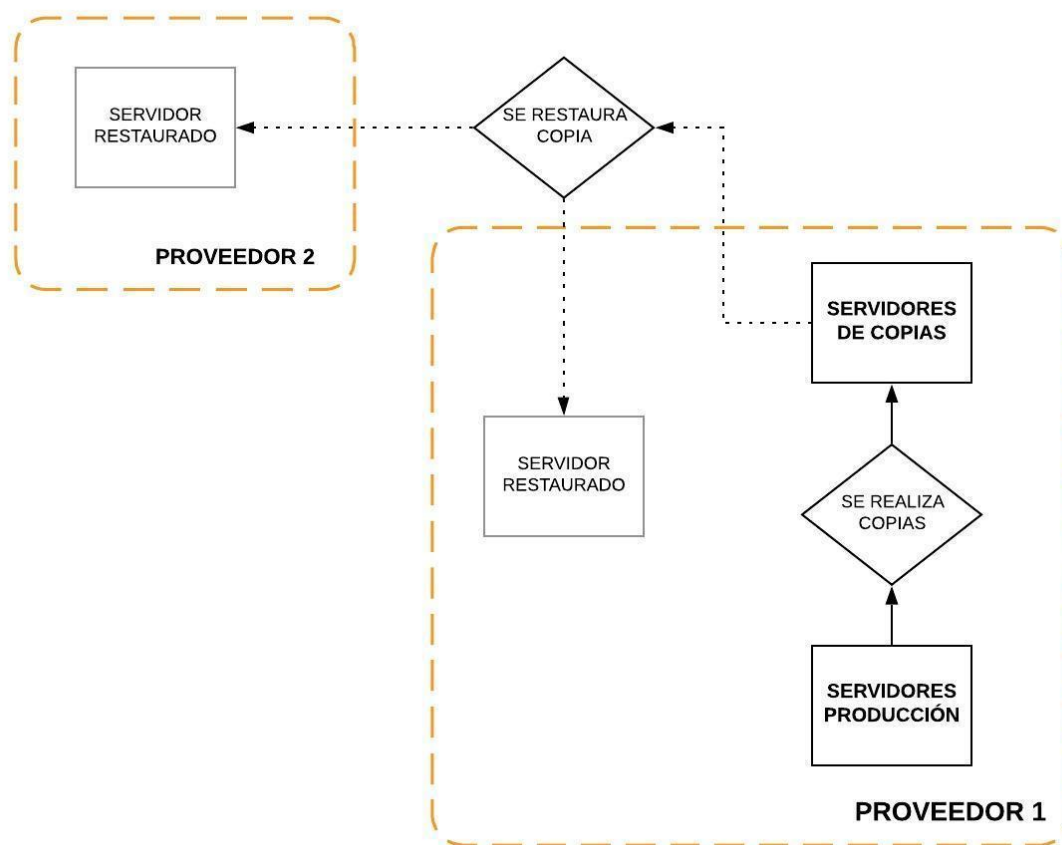 SERVIDOR
RESTAURADO
PROVEEDOR 2
SE RESTAURA
COPIA
SERVIDORES
DE COPIAS
SERVIDOR
RESTAURADO
SE REALIZA
COPIAS
SERVIDORES
PRODUCCIÓN
PROVEEDOR 1